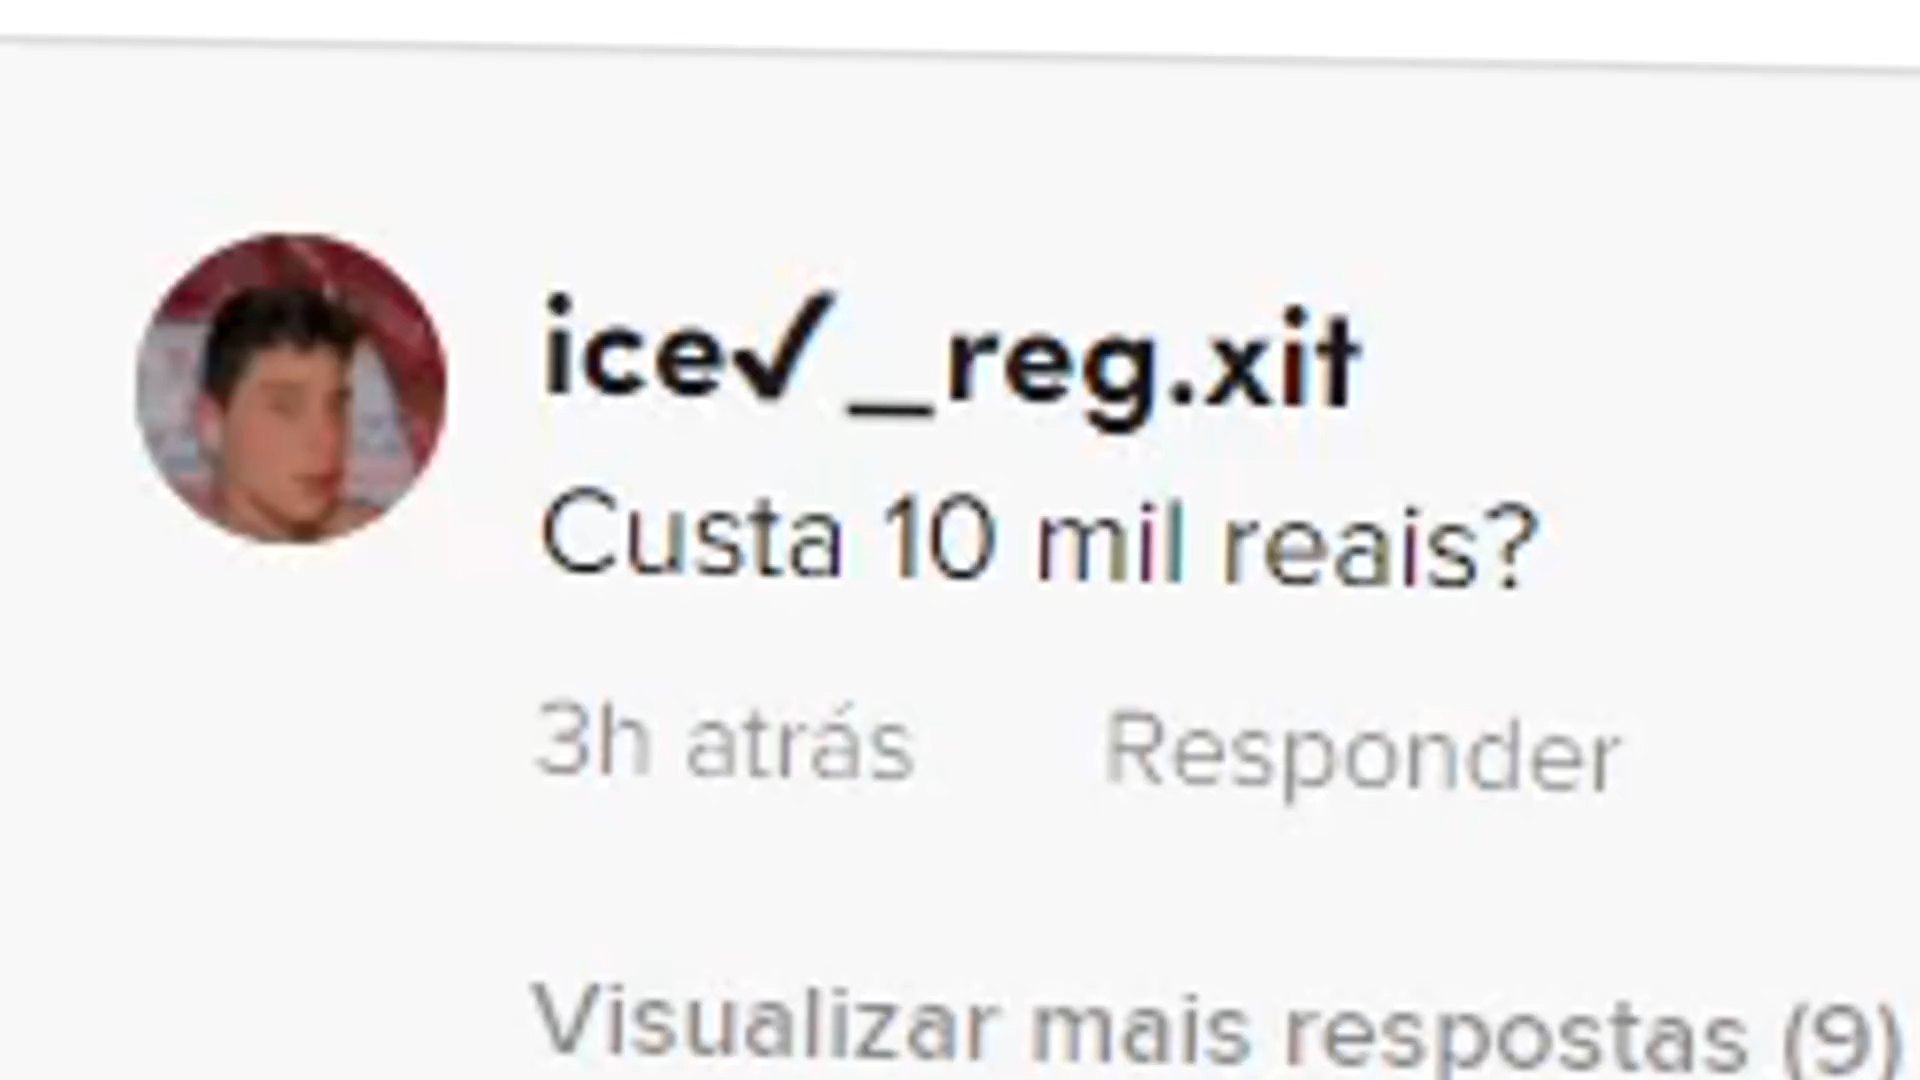 ice✓_reg.xit
Custa 10 mil reais?
3h atrás Responder
Visualizar mais respostas (9)